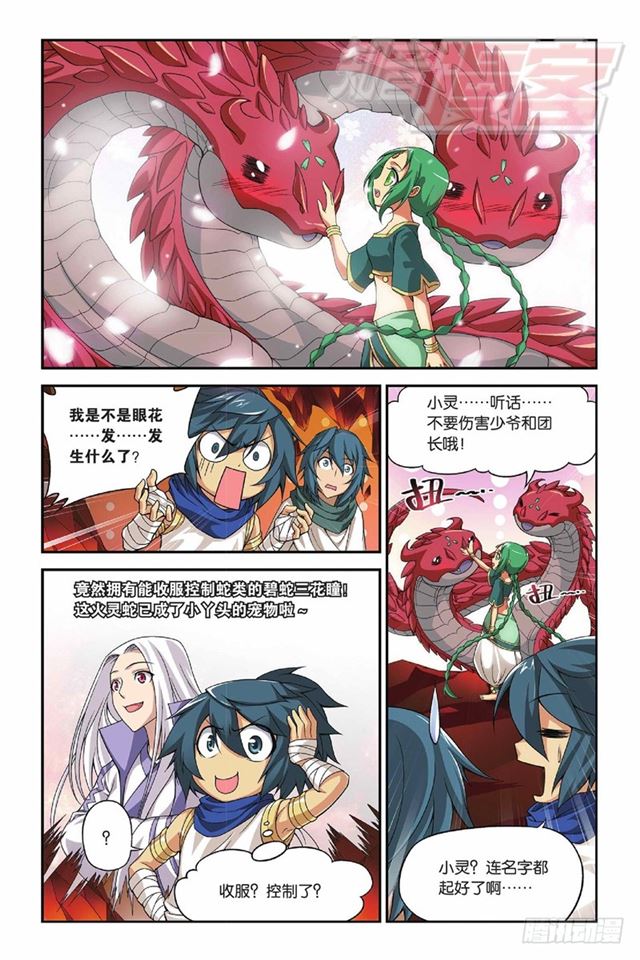 知音漫客
我是不是眼花
……发……发
生什么了？
小灵……听话……
不要伤害少爷和团
长哦！
扭～…
扭～…
竟然拥有能收服控制蛇类的碧蛇三花瞳！
这火灵蛇已成了小丫头的宠物啦～
？
收服？控制了？
小灵？连名字都
起好了啊……
腾讯动漫